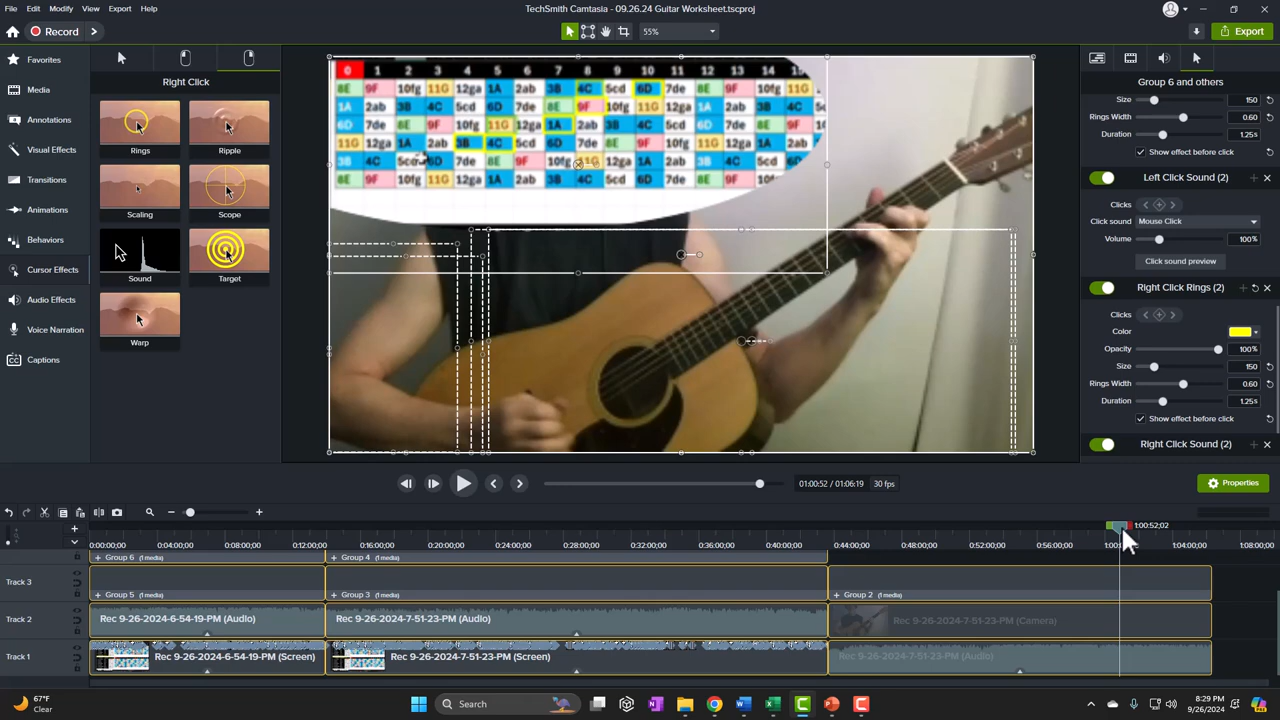 TechSmith Camtasia - 09.26.24 Guitar Worksheet.tscproj
File Edit Modify View Export Help
Record 55% Export
Favorites
Media
Annotations
Visual Effects
Transitions
Animations
Behaviors
Cursor Effects
Audio Effects
Voice Narration
Captions
Right Click
Rings Ripple
Scaling Scope
Sound Target
Warp
0 1 2 3 4 5 6 7 8 9 10 11 12 13 14
8E 9F 10fg 11G 12ga 1A 2ab 3B 4C 5cd 6D 7de 8E 9F 10fg 11G
1A 2ab 3B 4C 5cd 6D 7de 8E 9F 10fg 11G 12ga 1A 2ab 3B 4C
6D 7de 8E 9F 10fg 11G 12ga 1A 2ab 3B 4C 5cd 6D 7de 8E 9F
11G 12ga 1A 2ab 3B 4C 5cd 6D 7de 8E 9F 10fg 11G 12ga 1A 2ab
3B 4C 5cd 6D 7de 8E 9F 10fg 11G 12ga 1A 2ab 3B 4C 5cd
8E 9F 10fg 11G 12ga 1A 2ab 3B 4C 5cd 6D 7de 8E 9F 10fg
Group 6 and others
Size 150
Rings Width 0.60
Duration 1.25s
Show effect before click
Left Click Sound (2)
Clicks
Click sound Mouse Click
Volume 100%
Click sound preview
Right Click Rings (2)
Clicks
Color
Opacity 100%
Size 150
Rings Width 0.60
Duration 1.25s
Show effect before click
Right Click Sound (2)
01:00:52 / 01:06:19 30 fps
Properties
1:00:52;02
0:00:00;00 0:04:00;00 0:08:00;00 0:12:00;00 0:16:00;00 0:20:00;00 0:24:00;00 0:28:00;00 0:32:00;00 0:36:00;00 0:40:00;00 0:44:00;00 0:48:00;00 0:52:00;00 0:56:00;00 1:04:00;00 1:08:00;00
+ Group 6 (1 media) + Group 4 (1 media)
Track 3
+ Group 5 (1 media) + Group 3 (1 media) + Group 2 (1 media)
Track 2 Rec 9-26-2024-6-54-19-PM (Audio) Rec 9-26-2024-7-51-23-PM (Audio) Rec 9-26-2024-7-51-23-PM (Camera)
Track 1 Rec 9-26-2024-6-54-19-PM (Screen) Rec 9-26-2024-7-51-23-PM (Screen) Rec 9-26-2024-7-51-23-PM (Audio)
67°F
Clear
Search
8:29 PM
9/26/2024